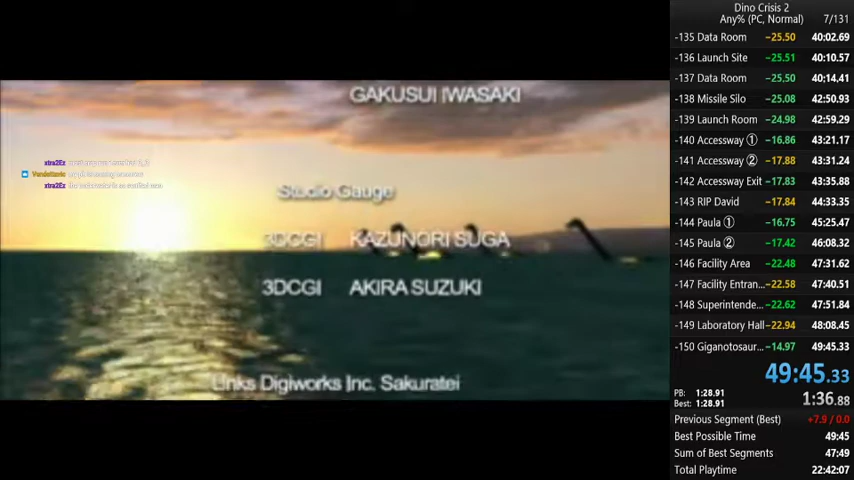 GAKUSUI IWASAKI
Studio Gauge
3DCGI KAZUNORI SUGA
3DCGI AKIRA SUZUKI
Links Digiworks Inc. Sakuratei
xtra2Ex
Dino Crisis 2
Any% (PC, Normal) 7/131
-135 Data Room −25.50 40:02.69
-136 Launch Site −25.51 40:10.57
-137 Data Room −25.50 40:14.41
-138 Missile Silo −25.08 42:50.93
-139 Launch Room −24.98 42:59.29
-140 Accessway ① −16.86 43:21.17
-141 Accessway ② −17.88 43:31.24
-142 Accessway Exit −17.83 43:35.88
-143 RIP David −17.84 44:33.35
-144 Paula ① −16.75 45:25.47
-145 Paula ② −17.42 46:08.32
-146 Facility Area −22.48 47:31.62
-147 Facility Entran... −22.58 47:40.51
-148 Superintende... −22.62 47:51.84
-149 Laboratory Hall −22.94 48:08.45
-150 Giganotosaur... −14.97 49:45.33
49:45.33
PB: 1:28.91
Best: 1:28.91
1:36.88
Previous Segment (Best) +7.9 / 0.0
Best Possible Time 49:45
Sum of Best Segments 47:49
Total Playtime 22:42:07